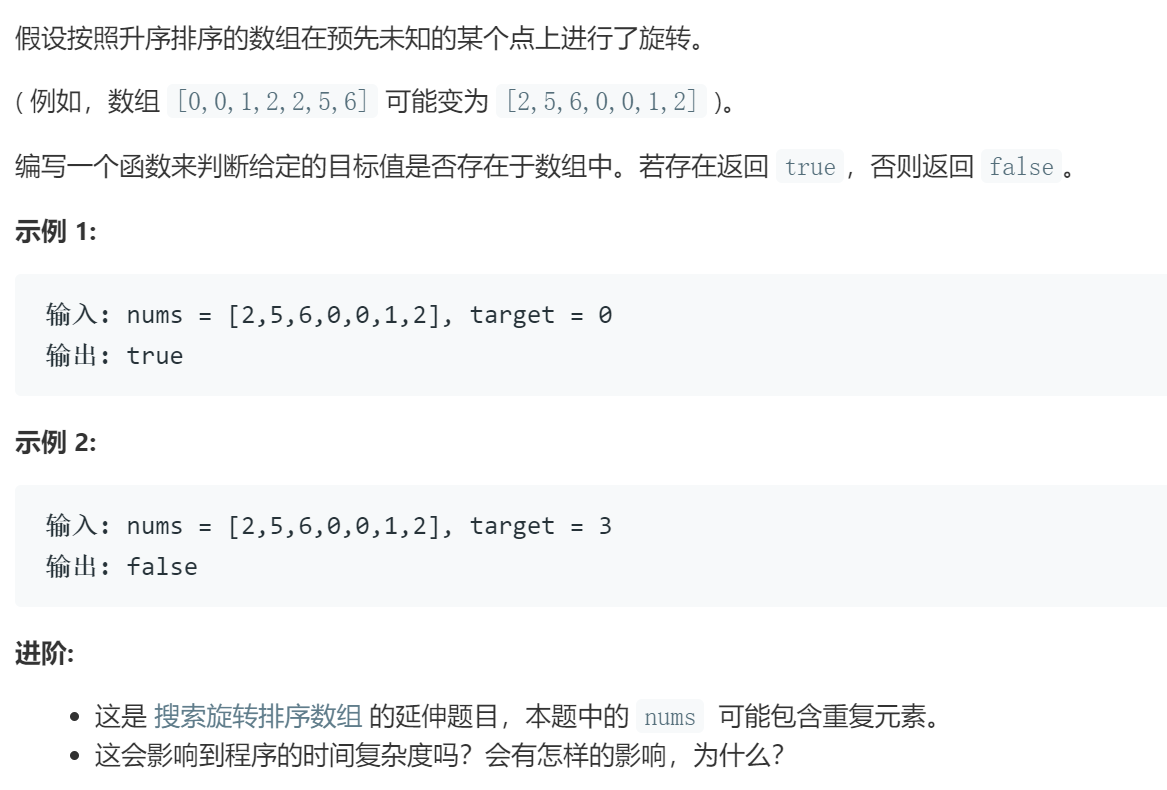 假设按照升序排序的数组在预先未知的某个点上进行了旋转。
( 例如，数组 [0,0,1,2,2,5,6] 可能变为 [2,5,6,0,0,1,2] )。
编写一个函数来判断给定的目标值是否存在于数组中。若存在返回 true，否则返回 false。
示例 1:
输入: nums = [2,5,6,0,0,1,2], target = 0
输出: true
示例 2:
输入: nums = [2,5,6,0,0,1,2], target = 3
输出: false
进阶:
• 这是 搜索旋转排序数组 的延伸题目，本题中的 nums 可能包含重复元素。
• 这会影响到程序的时间复杂度吗？会有怎样的影响，为什么？